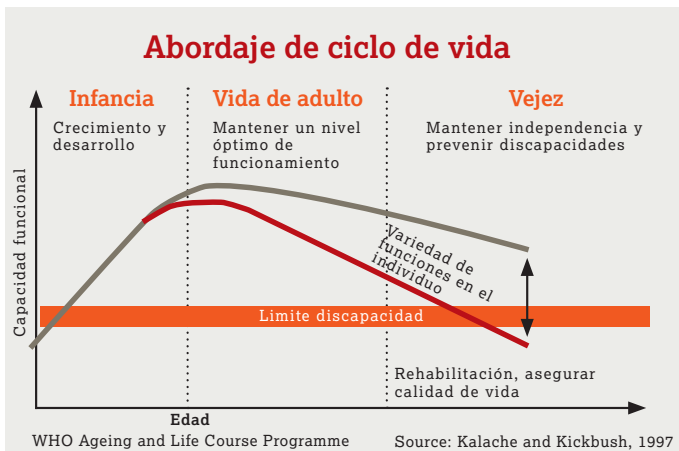 Abordaje de ciclo de vida
Infancia
Crecimiento y
desarrollo
Vida de adulto
Mantener un nivel
óptimo de
funcionamiento
Vejez
Mantener independencia y
prevenir discapacidades
Capacidad funcional
Variedad de
funciones en el
individuo
Limite discapacidad
Rehabilitación, asegurar
calidad de vida
Edad
WHO Ageing and Life Course Programme
Source: Kalache and Kickbush, 1997